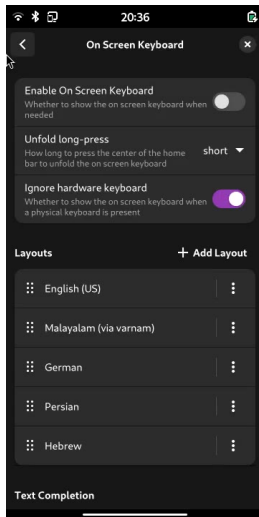 20:36
On Screen Keyboard
Enable On Screen Keyboard
Whether to show the on screen keyboard when
needed
Unfold long-press
How long to press the center of the home
bar to unfold the on screen keyboard
short
Ignore hardware keyboard
Whether to show the on screen keyboard when
a physical keyboard is present
Layouts
+ Add Layout
English (US)
Malayalam (via varnam)
German
Persian
Hebrew
Text Completion